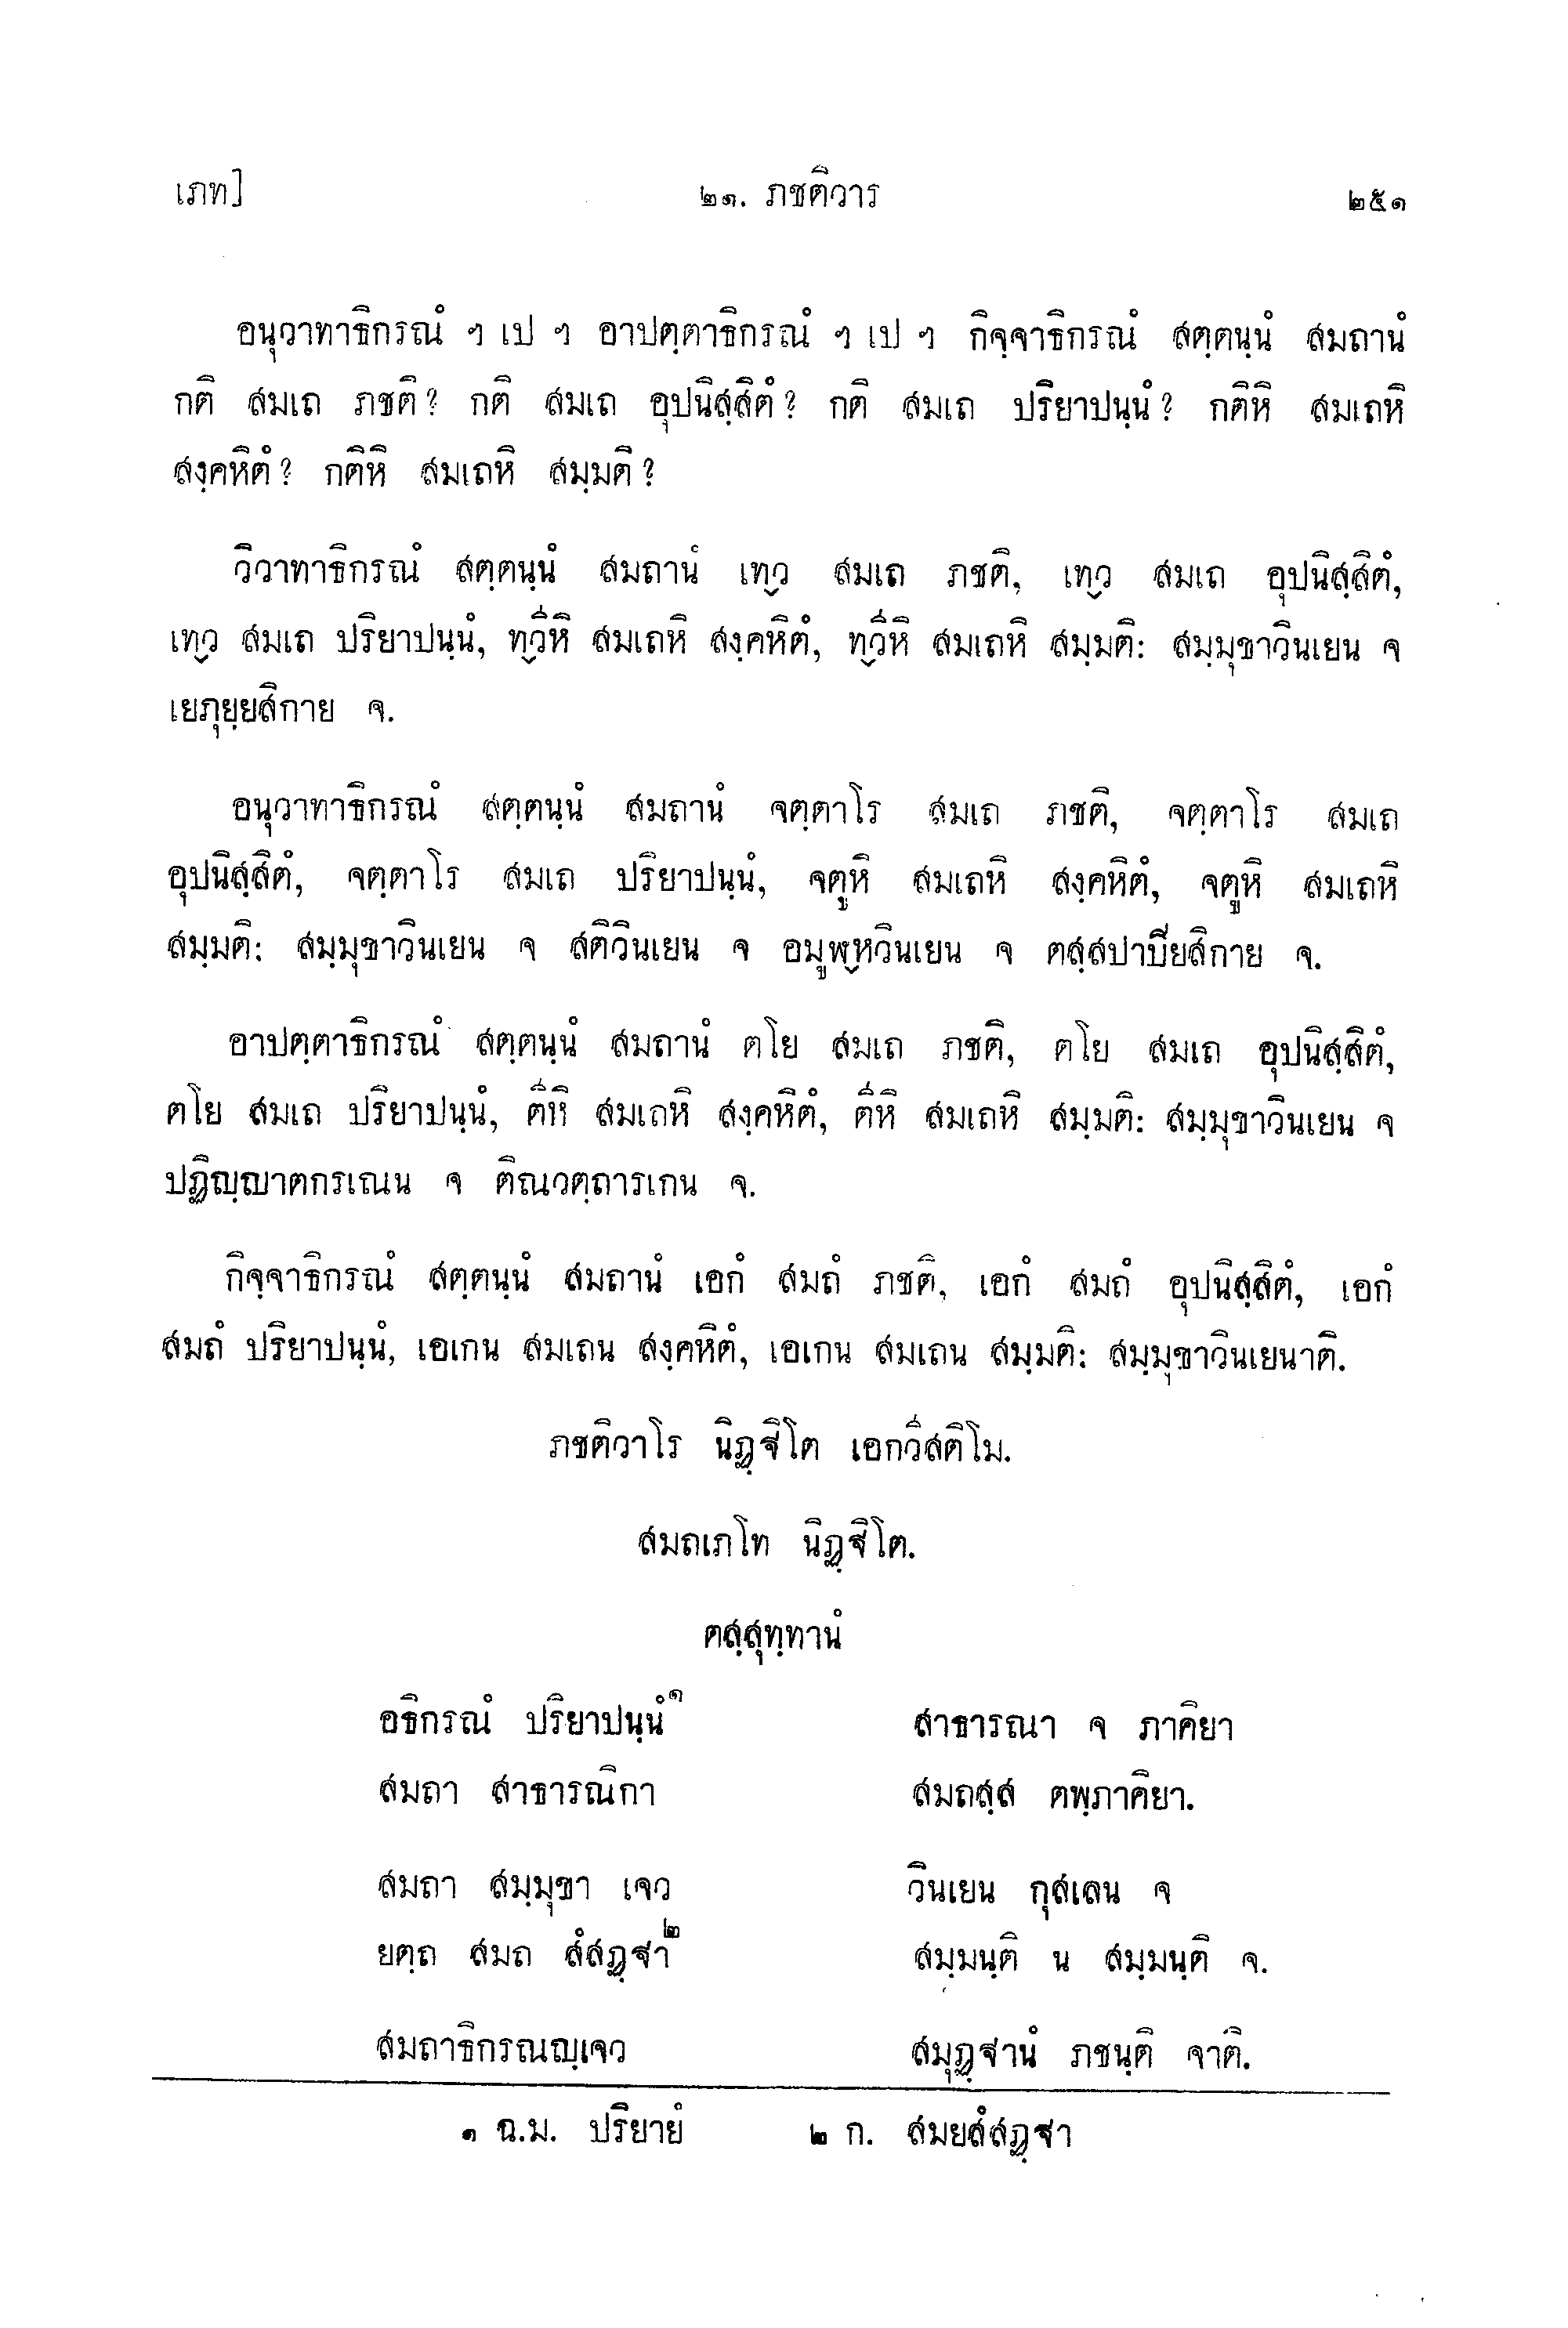 เภท] ๒๑. ภชติวาร ๒๕๑
อนุวาทาธิกรณํ ฯ เป ฯ อาปตฺตาธิกรณํ ฯ เป ฯ กิจฺจาธิกรณํ สตฺตนฺนํ สมถานํ
กติ สมเถ ภชติ? กติ สมเถ อุปนิสฺสิตํ? กติ สมเถ ปริยาปนฺนํ? กตีหิ สมเถหิ
สงฺคหิตํ? กตีหิ สมเถหิ สมฺมติ?
วิวาทาธิกรณํ สตฺตนฺนํ สมถานํ เทฺว สมเถ ภชติ, เทฺว สมเถ อุปนิสฺสิตํ,
เทฺว สมเถ ปริยาปนฺนํ, ทฺวีหิ สมเถหิ สงฺคหิตํ, ทฺวีหิ สมเถหิ สมฺมติ: สมฺมุขาวินเยน จ
เยภุยฺยสิกาย จ.
อนุวาทาธิกรณํ สตฺตนฺนํ สมถานํ จตฺตาโร สมเถ ภชติ, จตฺตาโร สมเถ
อุปนิสฺสิตํ, จตฺตาโร สมเถ ปริยาปนฺนํ, จตูหิ สมเถหิ สงฺคหิตํ, จตูหิ สมเถหิ
สมฺมติ: สมฺมุขาวินเยน จ สติวินเยน จ อมูฬฺหวินเยน จ ตสฺสปาปิยสิกาย จ.
อาปตฺตาธิกรณํ สตฺตนฺนํ สมถานํ ตโย สมเถ ภชติ, ตโย สมเถ อุปนิสฺสิตํ,
ตโย สมเถ ปริยาปนฺนํ, ตีหิ สมเถหิ สงฺคหิตํ, ตีหิ สมเถหิ สมฺมติ: สมฺมุขาวินเยน จ
ปฏิญฺญาตกรเณน จ ติณวตฺถารเกน จ.
กิจฺจาธิกรณํ สตฺตนฺนํ สมถานํ เอกํ สมถํ ภชติ, เอกํ สมถํ อุปนิสฺสิตํ, เอกํ
สมถํ ปริยาปนฺนํ, เอเกน สมเถน สงฺคหิตํ, เอเกน สมเถน สมฺมติ: สมฺมุขาวินเยนาติ.
ภชติวาโร นิฏฺฐิโต เอกวีสติโม.
สมถเภโท นิฏฺฐิโต.
ตสฺสุทฺทานํ
อธิกรณํ ปริยาปนฺนํ๑ สาธารณา จ ภาคิยา
สมถา สาธารณิกา สมถสฺส ตพฺภาคิยา.
สมถา สมฺมุขา เจว วินเยน กุสเลน จ
ยตฺถ สมถ สํสฏฺฐา๒ สมฺมนฺติ น สมฺมนฺติ จ.
สมถาธิกรณญฺเจว สมุฏฺฐานํ ภชนฺติ จาติ.
๑ ฉ.ม. ปริยายํ ๒ ก. สมยสํสฏฺฐา